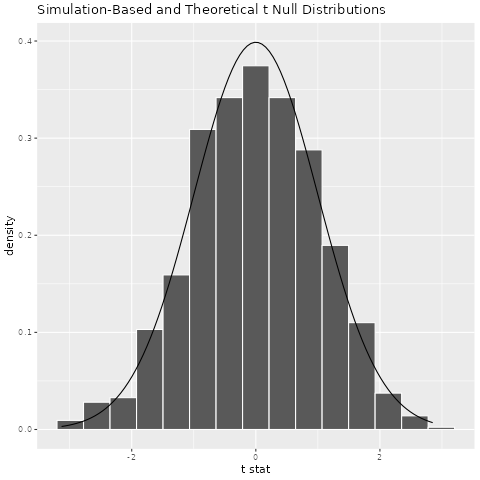 Simulation-Based and Theoretical t Null Distributions
0.4
0.3
0.2
0.1
0.0
density
-2
0
2
t stat